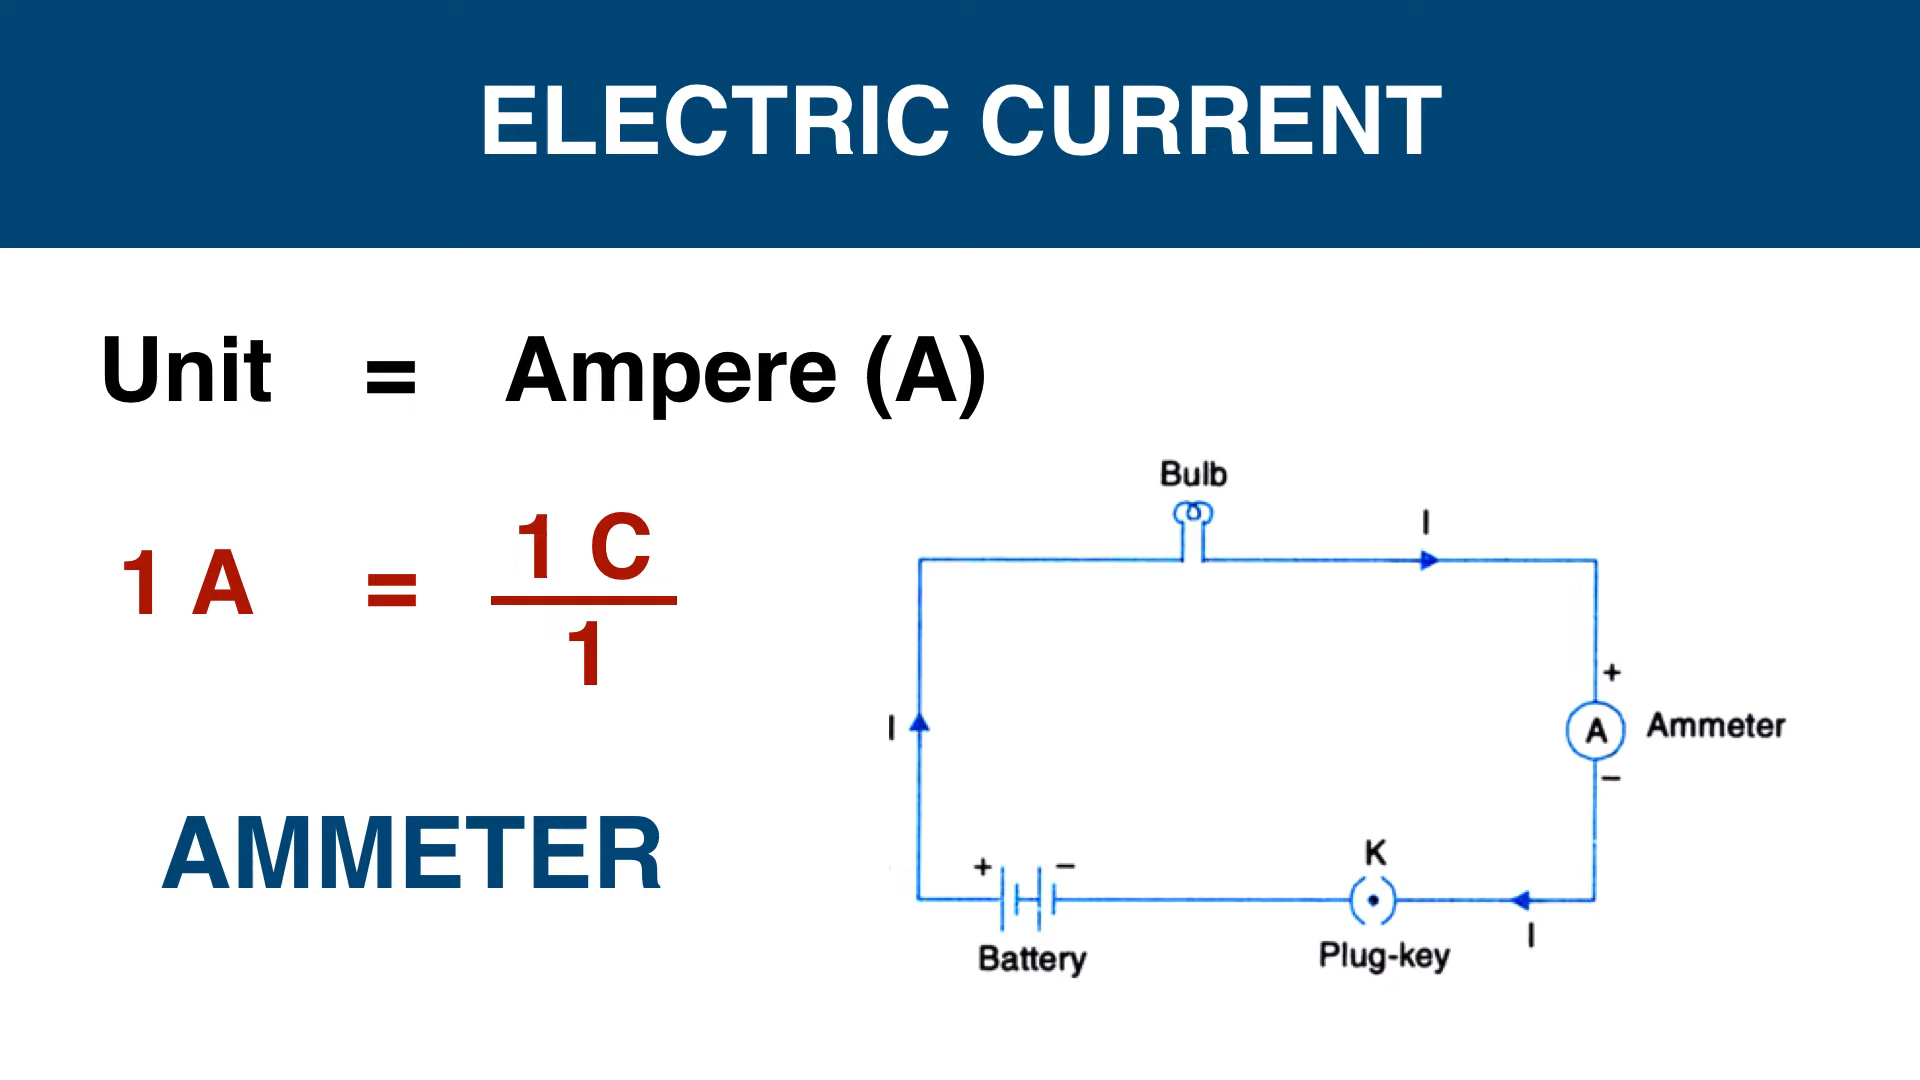 ELECTRIC CURRENT
Unit = Ampere (A)
1 A = 1 C
1
AMMETER
Bulb
I
+
A Ammeter
−
I
K
+ −
Battery
Plug-key
I